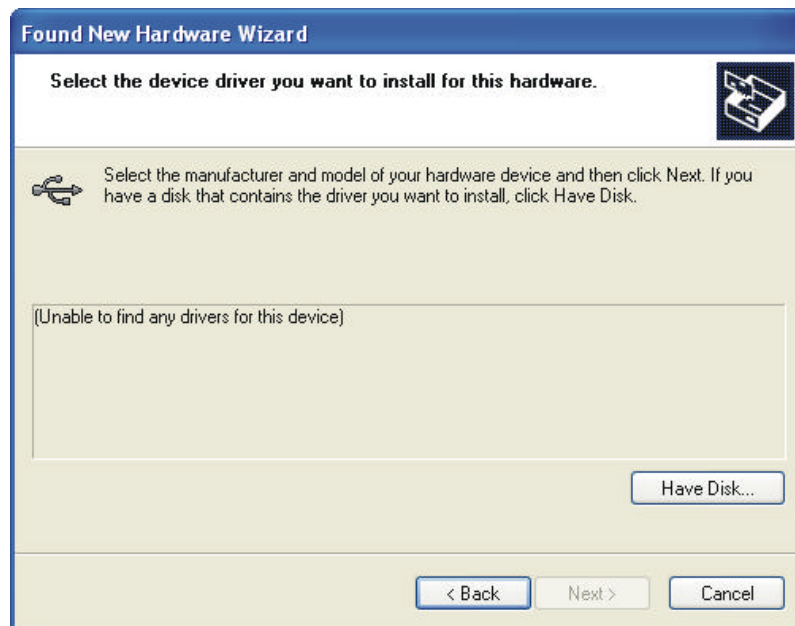 Found New Hardware Wizard
Select the device driver you want to install for this hardware.
Select the manufacturer and model of your hardware device and then click Next. If you
have a disk that contains the driver you want to install, click Have Disk.
(Unable to find any drivers for this device)
Have Disk...
< Back
Next >
Cancel